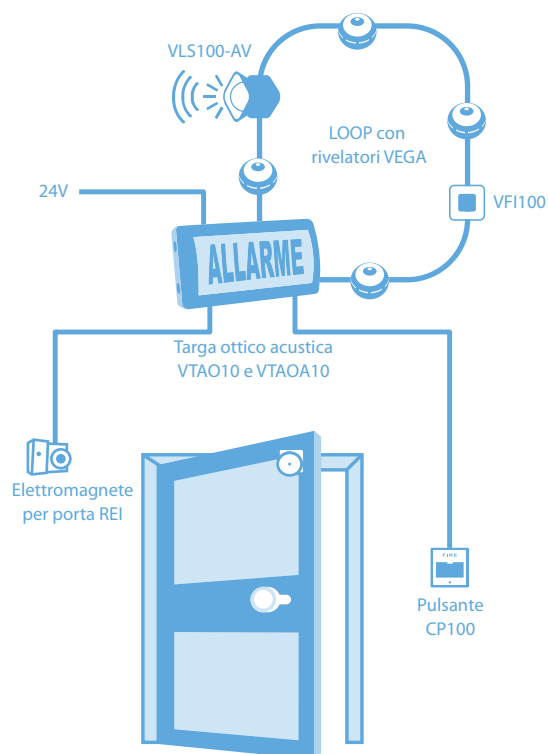 VLS100-AV
LOOP con
rivelatori VEGA
24V
VFI100
ALLARME
Targa ottico acustica
VTAO10 e VTAOA10
Elettromagnete
per porta REI
FIRE
Pulsante
CP100